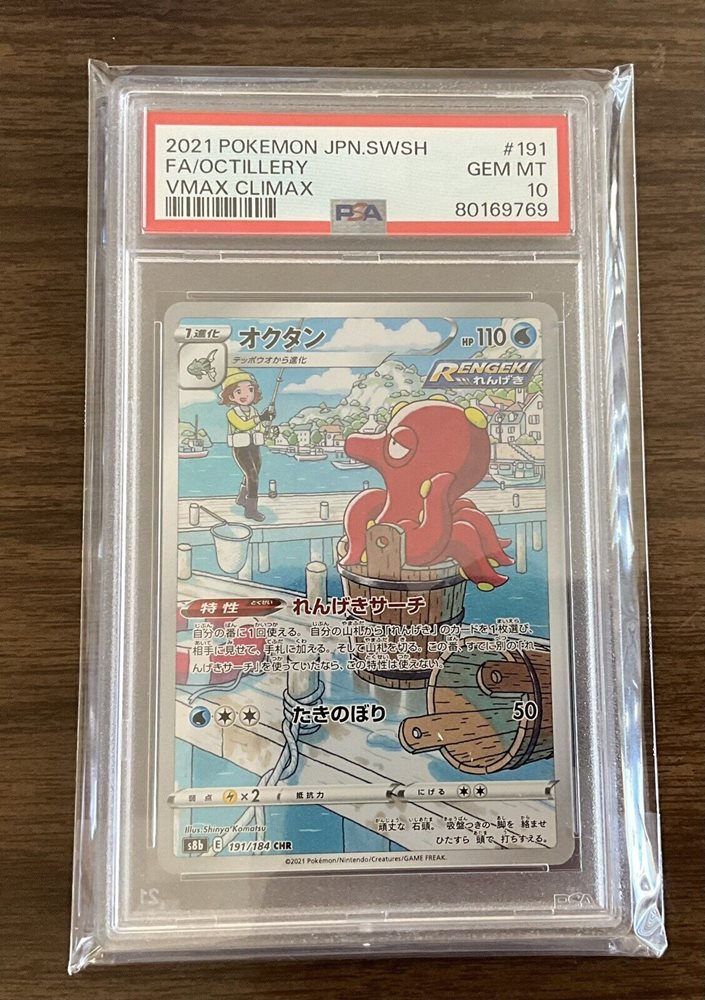 2021 POKEMON JPN.SWSH #191
FA/OCTILLERY GEM MT
VMAX CLIMAX 10
PSA 80169769
1進化 オクタン HP 110
テッポウオから進化
RENGEKI
れんげき
特性 とくせい れんげきサーチ
自分の番に1回使える。自分の山札から「れんげき」のカードを1枚選び、
相手に見せて、手札に加える。そして山札を切る。この番、すでに別の「れ
んげきサーチ」を使っていたなら、この特性は使えない。
たきのぼり 50
弱点 ×2 抵抗力 にげる
Illus. Shinya Komatsu
頑丈な 石頭。 吸盤つきの 脚を 絡ませ
ひたすら 頭で 打ちすえる。
s8b E 191/184 CHR
©2021 Pokémon/Nintendo/Creatures/GAME FREAK.
PSA